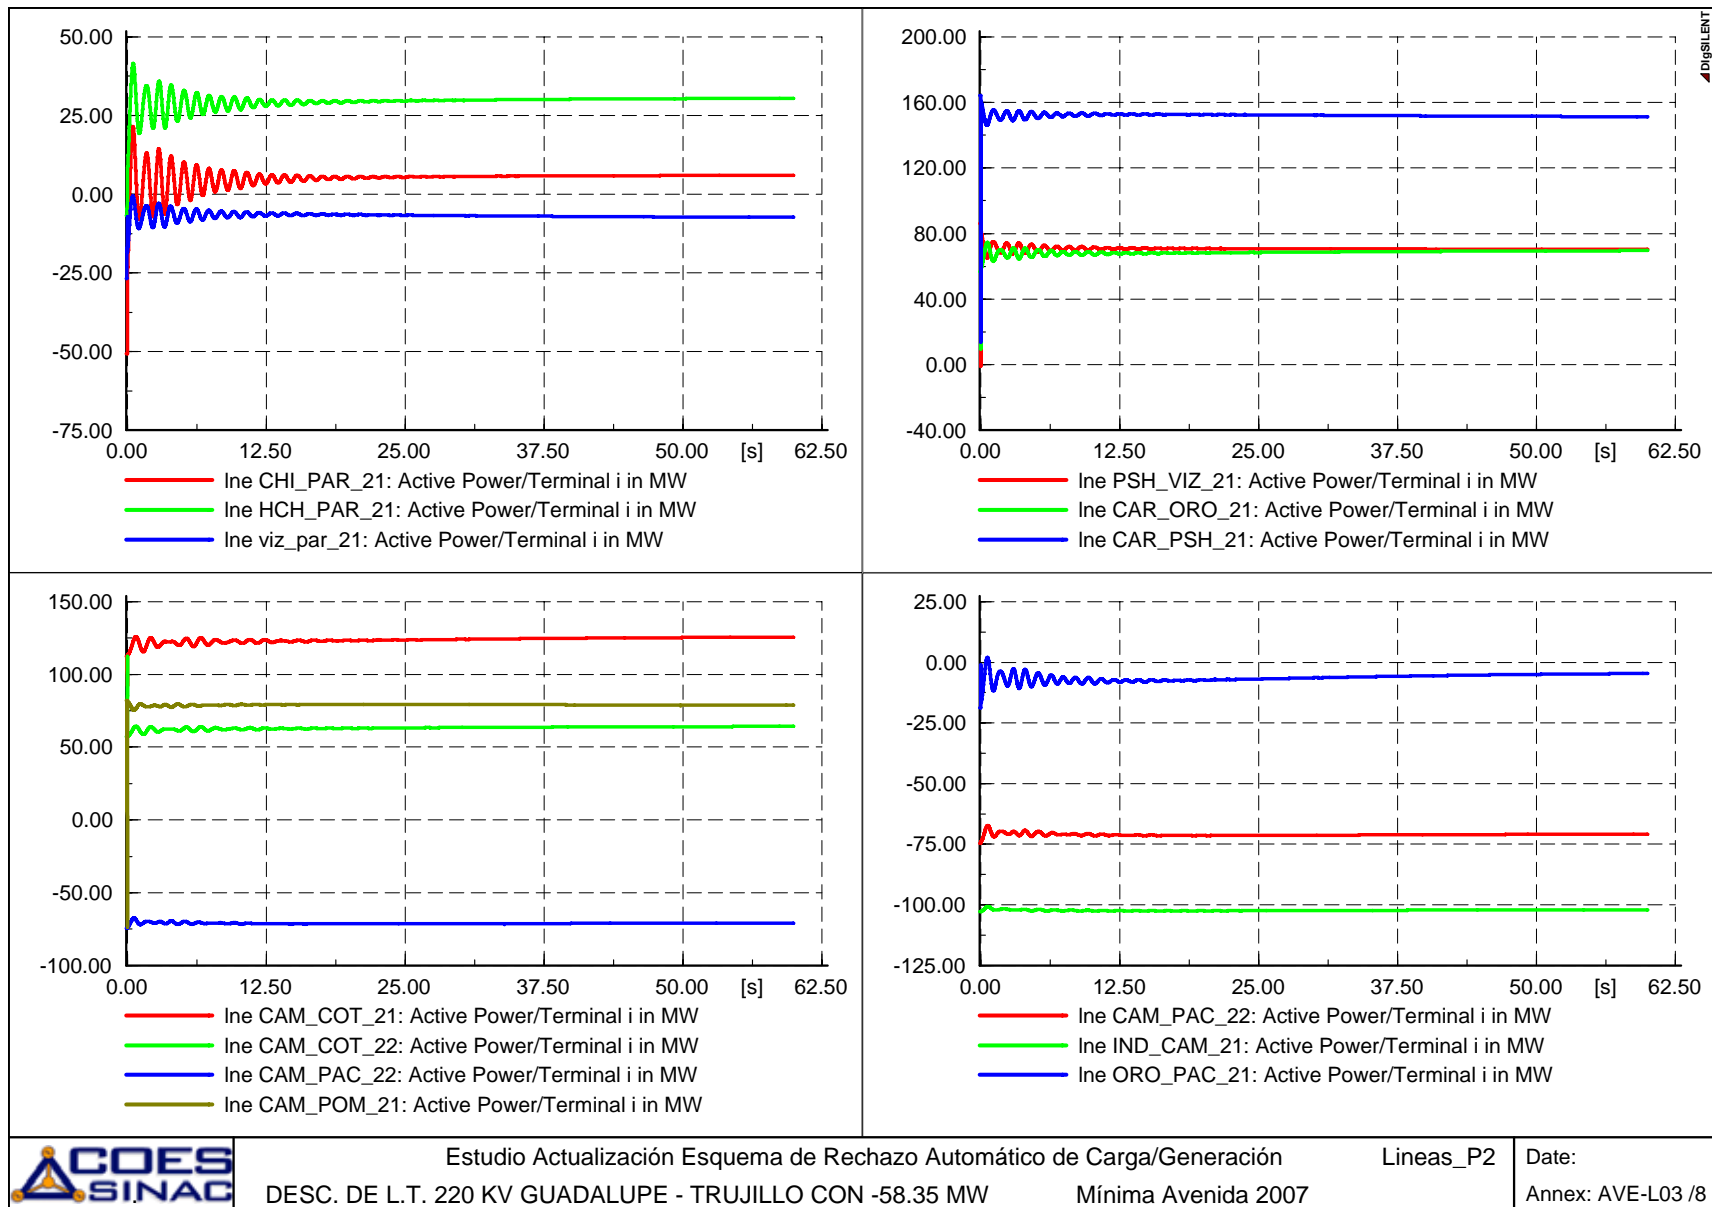 50.00
25.00
0.00
-25.00
-50.00
-75.00
0.00 12.50 25.00 37.50 50.00 [s] 62.50
lne CHI_PAR_21: Active Power/Terminal i in MW
lne HCH_PAR_21: Active Power/Terminal i in MW
lne viz_par_21: Active Power/Terminal i in MW
200.00
160.00
120.00
80.00
40.00
0.00
-40.00
0.00 12.50 25.00 37.50 50.00 [s] 62.50
lne PSH_VIZ_21: Active Power/Terminal i in MW
lne CAR_ORO_21: Active Power/Terminal i in MW
lne CAR_PSH_21: Active Power/Terminal i in MW
DIgSILENT
150.00
100.00
50.00
0.00
-50.00
-100.00
0.00 12.50 25.00 37.50 50.00 [s] 62.50
lne CAM_COT_21: Active Power/Terminal i in MW
lne CAM_COT_22: Active Power/Terminal i in MW
lne CAM_PAC_22: Active Power/Terminal i in MW
lne CAM_POM_21: Active Power/Terminal i in MW
25.00
0.00
-25.00
-50.00
-75.00
-100.00
-125.00
0.00 12.50 25.00 37.50 50.00 [s] 62.50
lne CAM_PAC_22: Active Power/Terminal i in MW
lne IND_CAM_21: Active Power/Terminal i in MW
lne ORO_PAC_21: Active Power/Terminal i in MW
COES
SINAC
Estudio Actualización Esquema de Rechazo Automático de Carga/Generación Lineas_P2
DESC. DE L.T. 220 KV GUADALUPE - TRUJILLO CON -58.35 MW Mínima Avenida 2007
Date:
Annex: AVE-L03 /8